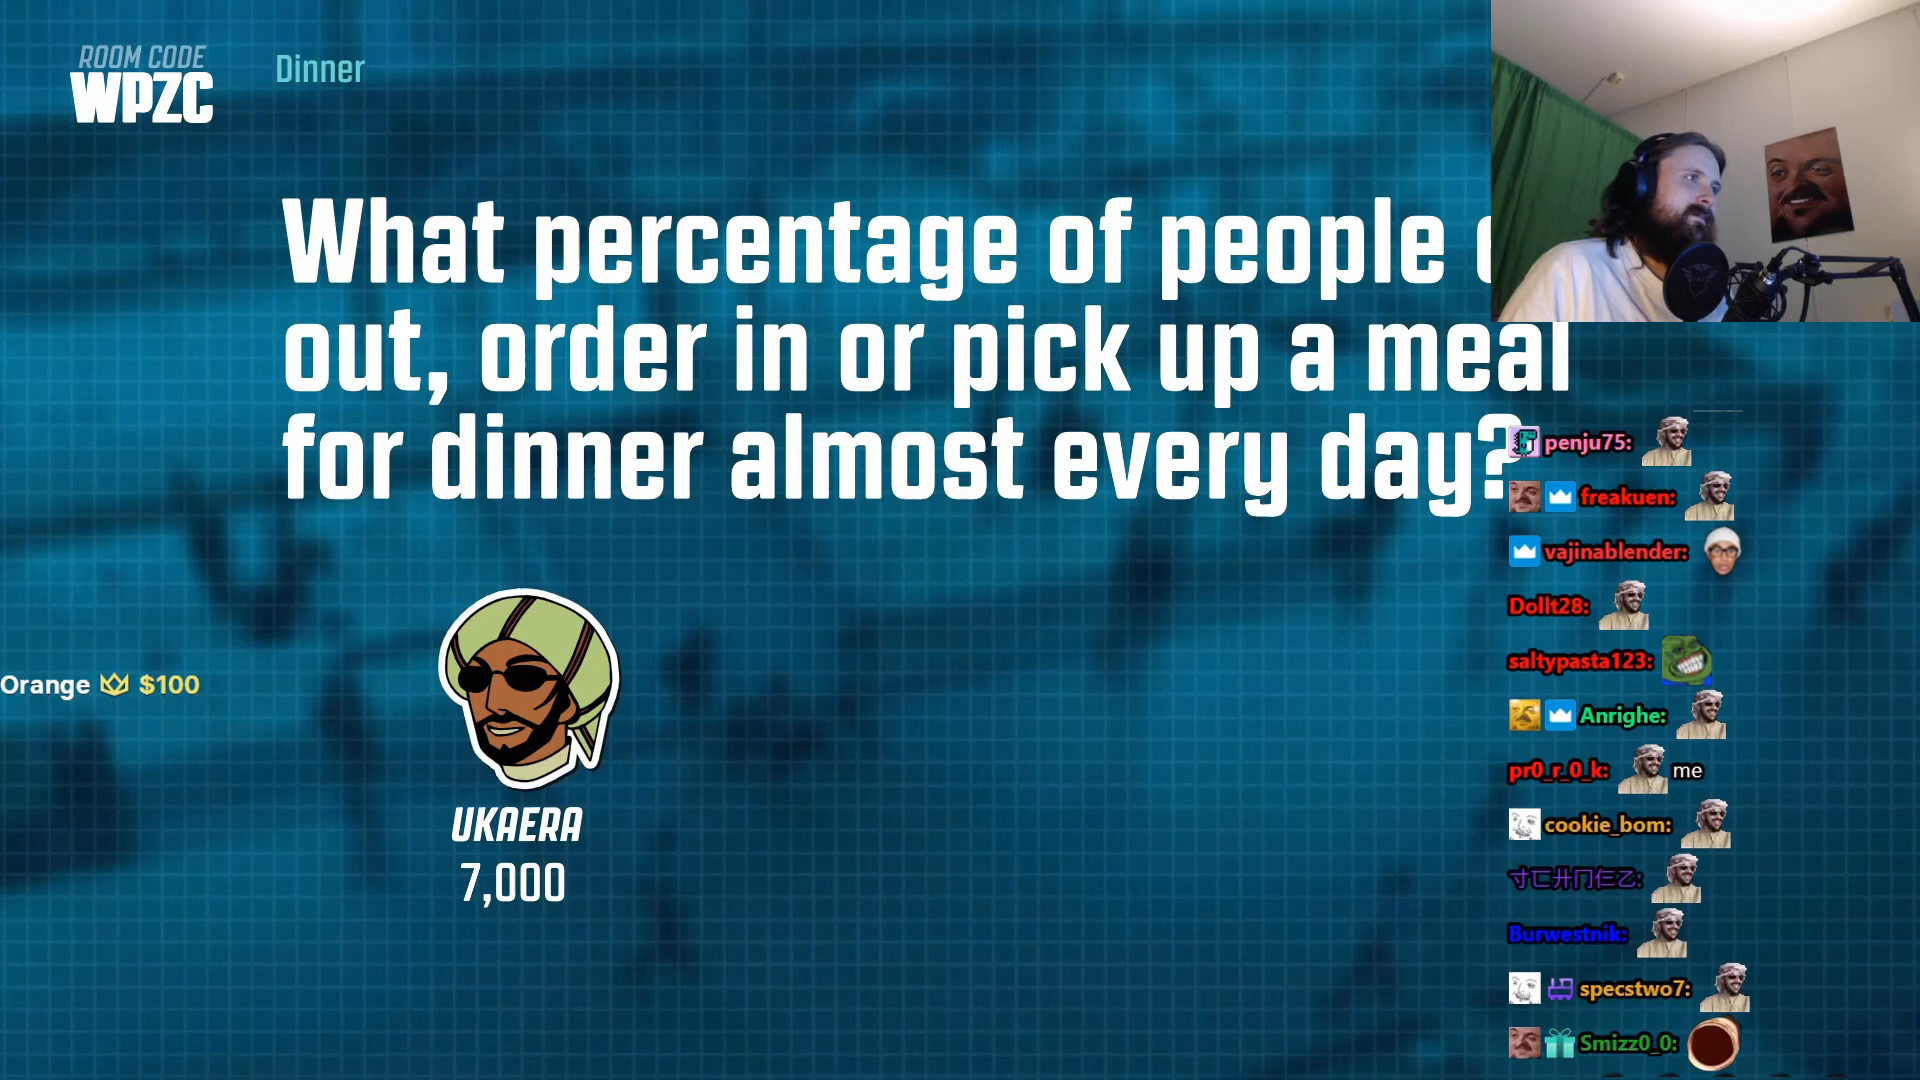 ROOM CODE
WPZC
Dinner
What percentage of people
out, order in or pick up a meal
for dinner almost every day?
Orange $100
UKAERA
7,000
penju75:
freakuen:
vajinablender:
Dollt28:
saltypasta123:
Anrighe:
pr0_r_0_k: me
cookie_bom:
Burwestnik:
specstwo7:
Smizz0_0: